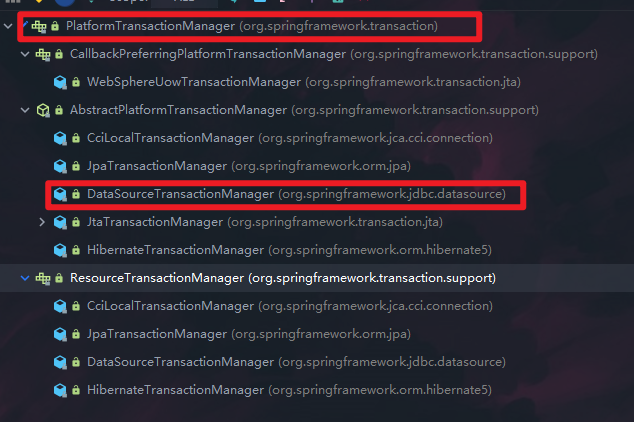 PlatformTransactionManager (org.springframework.transaction)
CallbackPreferringPlatformTransactionManager (org.springframework.transaction.support)
WebSphereUowTransactionManager (org.springframework.transaction.jta)
AbstractPlatformTransactionManager (org.springframework.transaction.support)
CciLocalTransactionManager (org.springframework.jca.cci.connection)
JpaTransactionManager (org.springframework.orm.jpa)
DataSourceTransactionManager (org.springframework.jdbc.datasource)
JtaTransactionManager (org.springframework.transaction.jta)
HibernateTransactionManager (org.springframework.orm.hibernate5)
ResourceTransactionManager (org.springframework.transaction.support)
CciLocalTransactionManager (org.springframework.jca.cci.connection)
JpaTransactionManager (org.springframework.orm.jpa)
DataSourceTransactionManager (org.springframework.jdbc.datasource)
HibernateTransactionManager (org.springframework.orm.hibernate5)